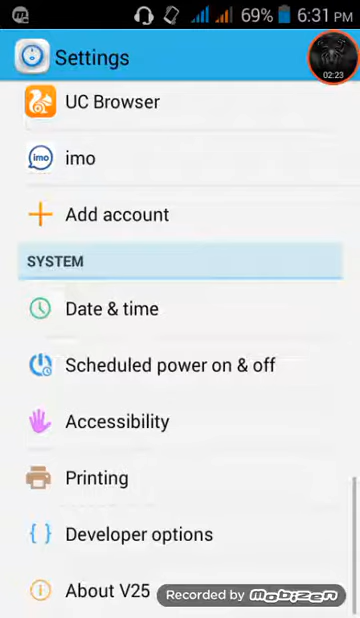 69% 6:31 PM
Settings
02:23
UC Browser
imo
imo
Add account
SYSTEM
Date & time
Scheduled power on & off
Accessibility
Printing
Developer options
About V25
Recorded by mobizen